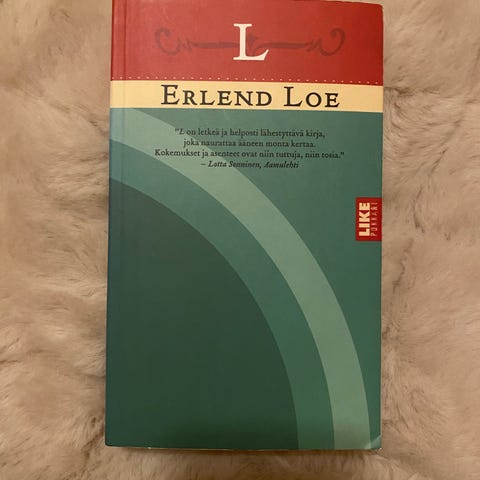 L
ERLEND LOE
"L on letkeä ja helposti lähestyttävä kirja,
joka naurattaa ääneen monta kertaa.
Kokemukset ja asenteet ovat niin tuttuja, niin tosia."
– Lotta Sonninen, Aamulehti
LIKE
POKKARI